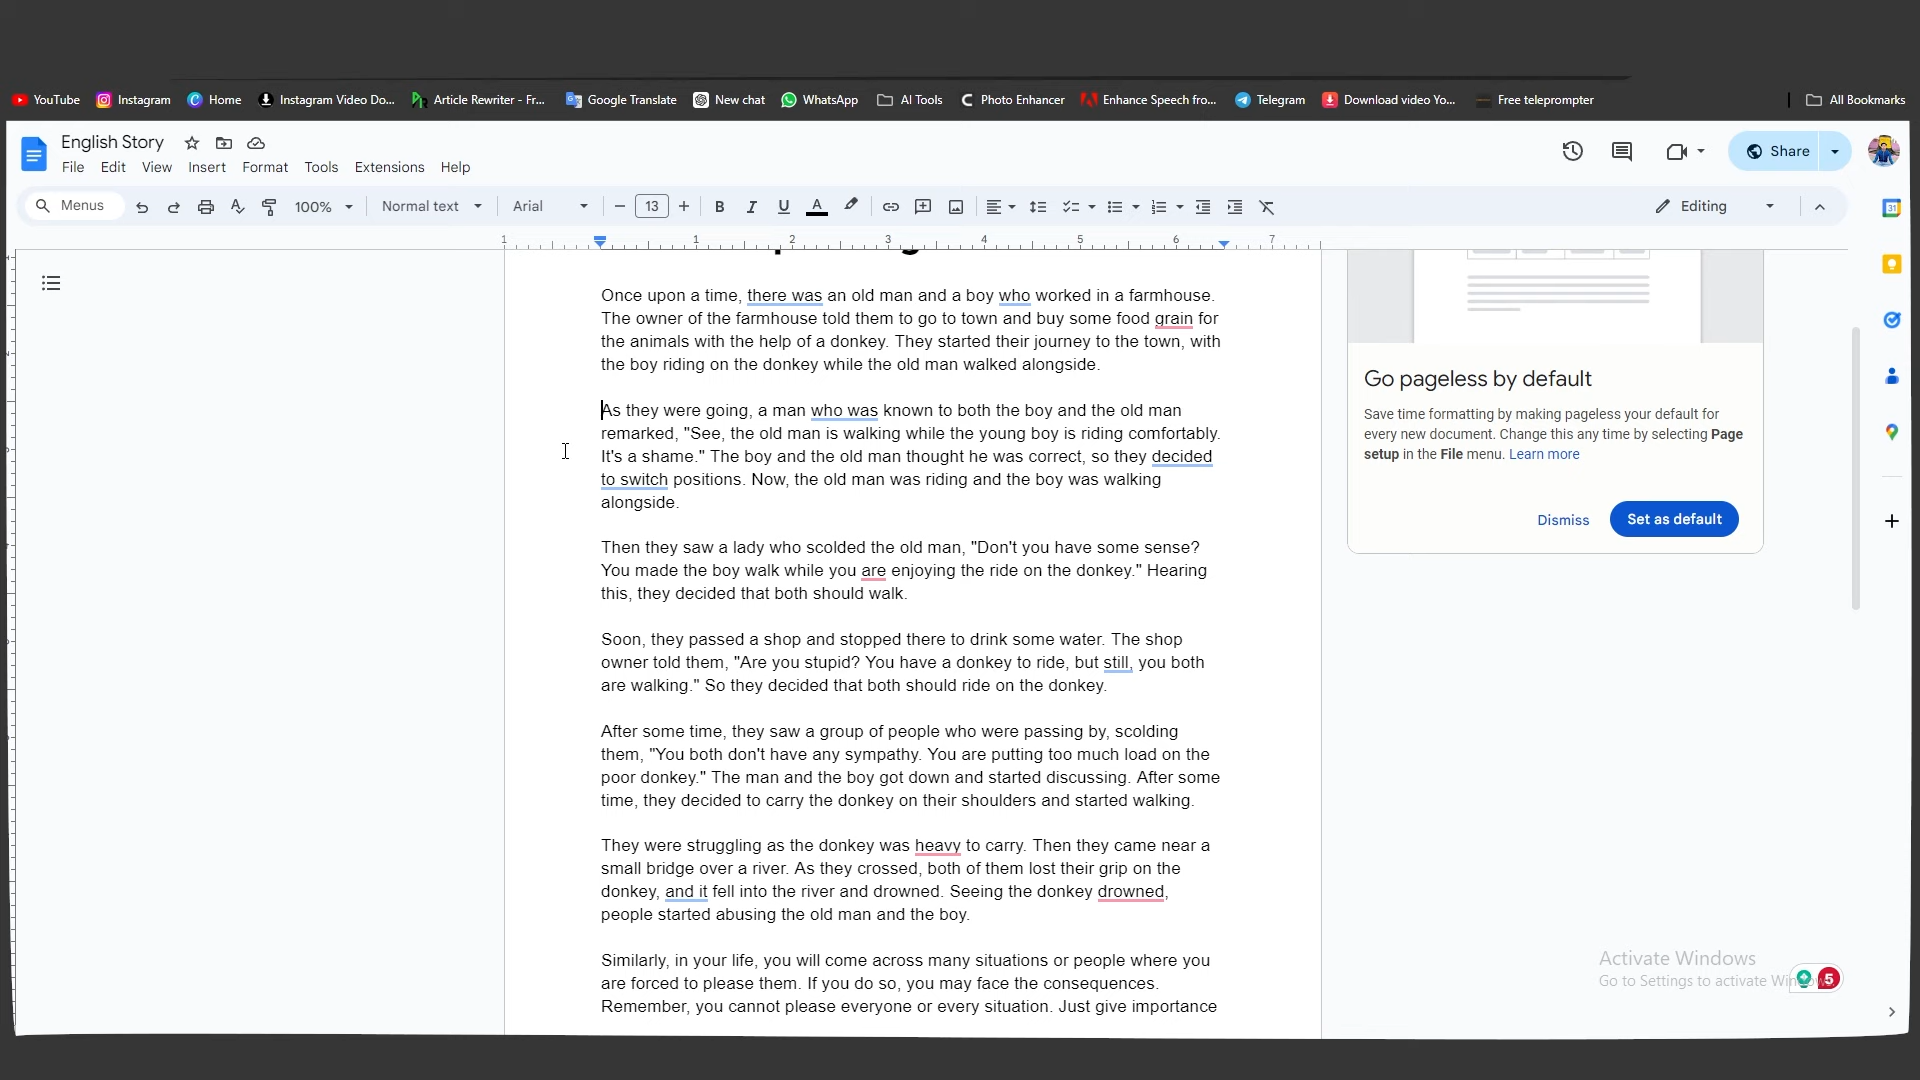 YouTube Instagram Home Instagram Video Do... Article Rewriter - Fr... Google Translate New chat WhatsApp AI Tools Photo Enhancer Enhance Speech fro... Telegram Download video Yo... Free teleprompter All Bookmarks
English Story
File Edit View Insert Format Tools Extensions Help
Share
Menus 100% Normal text Arial 13 B I U A Editing
1 1 2 3 4 5 6 7
31
Once upon a time, there was an old man and a boy who worked in a farmhouse.
The owner of the farmhouse told them to go to town and buy some food grain for
the animals with the help of a donkey. They started their journey to the town, with
the boy riding on the donkey while the old man walked alongside.
As they were going, a man who was known to both the boy and the old man
remarked, "See, the old man is walking while the young boy is riding comfortably.
It's a shame." The boy and the old man thought he was correct, so they decided
to switch positions. Now, the old man was riding and the boy was walking
alongside.
Then they saw a lady who scolded the old man, "Don't you have some sense?
You made the boy walk while you are enjoying the ride on the donkey." Hearing
this, they decided that both should walk.
Soon, they passed a shop and stopped there to drink some water. The shop
owner told them, "Are you stupid? You have a donkey to ride, but still, you both
are walking." So they decided that both should ride on the donkey.
After some time, they saw a group of people who were passing by, scolding
them, "You both don't have any sympathy. You are putting too much load on the
poor donkey." The man and the boy got down and started discussing. After some
time, they decided to carry the donkey on their shoulders and started walking.
They were struggling as the donkey was heavy to carry. Then they came near a
small bridge over a river. As they crossed, both of them lost their grip on the
donkey, and it fell into the river and drowned. Seeing the donkey drowned,
people started abusing the old man and the boy.
Similarly, in your life, you will come across many situations or people where you
are forced to please them. If you do so, you may face the consequences.
Remember, you cannot please everyone or every situation. Just give importance
Go pageless by default
Save time formatting by making pageless your default for
every new document. Change this any time by selecting Page
setup in the File menu. Learn more
Dismiss Set as default
Activate Windows
Go to Settings to activate
5